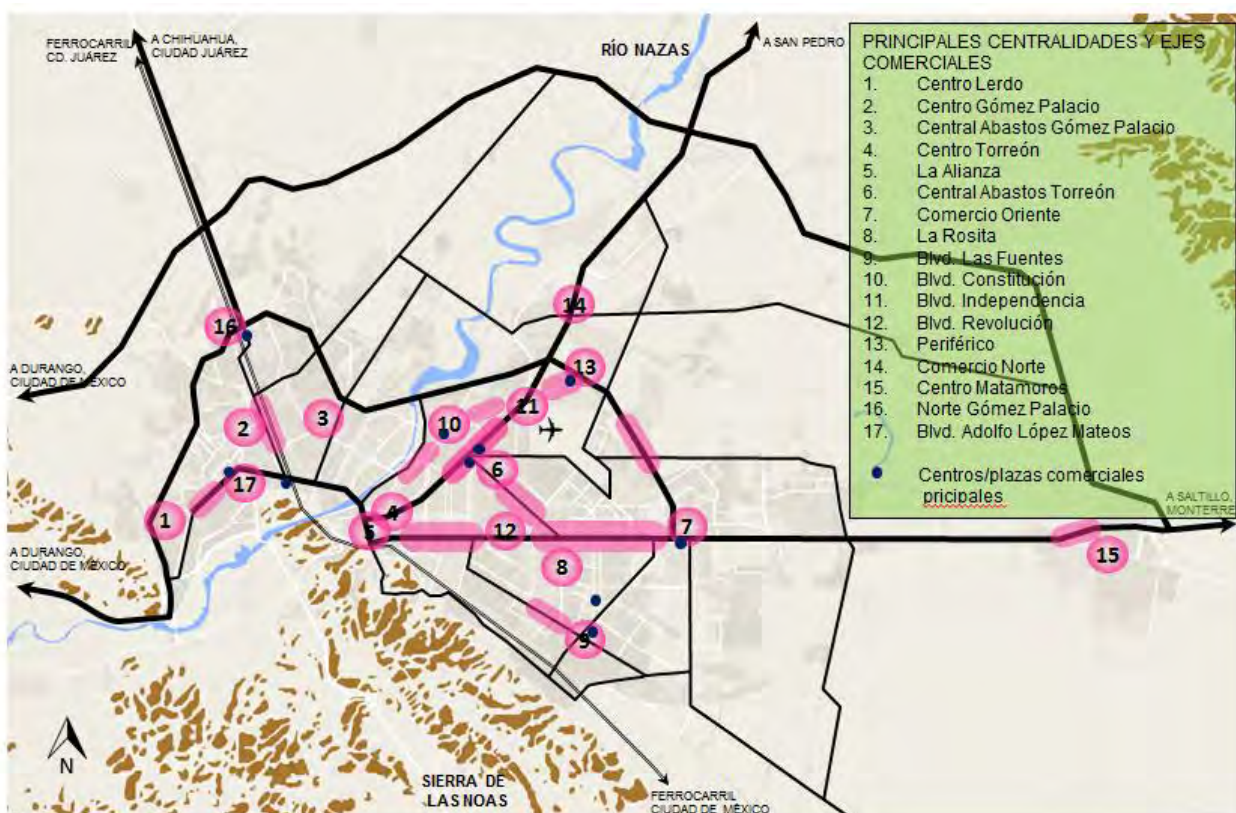 FERROCARRIL
CD. JUÁREZ
A CHIHUAHUA,
CIUDAD JUÁREZ
RÍO NAZAS
A SAN PEDRO
PRINCIPALES CENTRALIDADES Y EJES
COMERCIALES
1. Centro Lerdo
2. Centro Gómez Palacio
3. Central Abastos Gómez Palacio
4. Centro Torreón
5. La Alianza
6. Central Abastos Torreón
7. Comercio Oriente
8. La Rosita
9. Blvd. Las Fuentes
10. Blvd. Constitución
11. Blvd. Independencia
12. Blvd. Revolución
13. Periférico
14. Comercio Norte
15. Centro Matamoros
16. Norte Gómez Palacio
17. Blvd. Adolfo López Mateos
Centros/plazas comerciales
pricipales
14
16
A DURANGO,
CIUDAD DE MÉXICO
13
11
2
3
10
6
17
A SALTILLO,
MONTERRE
1
4
5
12
7
15
A DURANGO,
CIUDAD DE MÉXICO
8
9
N
SIERRA DE
LAS NOAS
FERROCARRIL
CIUDAD DE MÉXICO